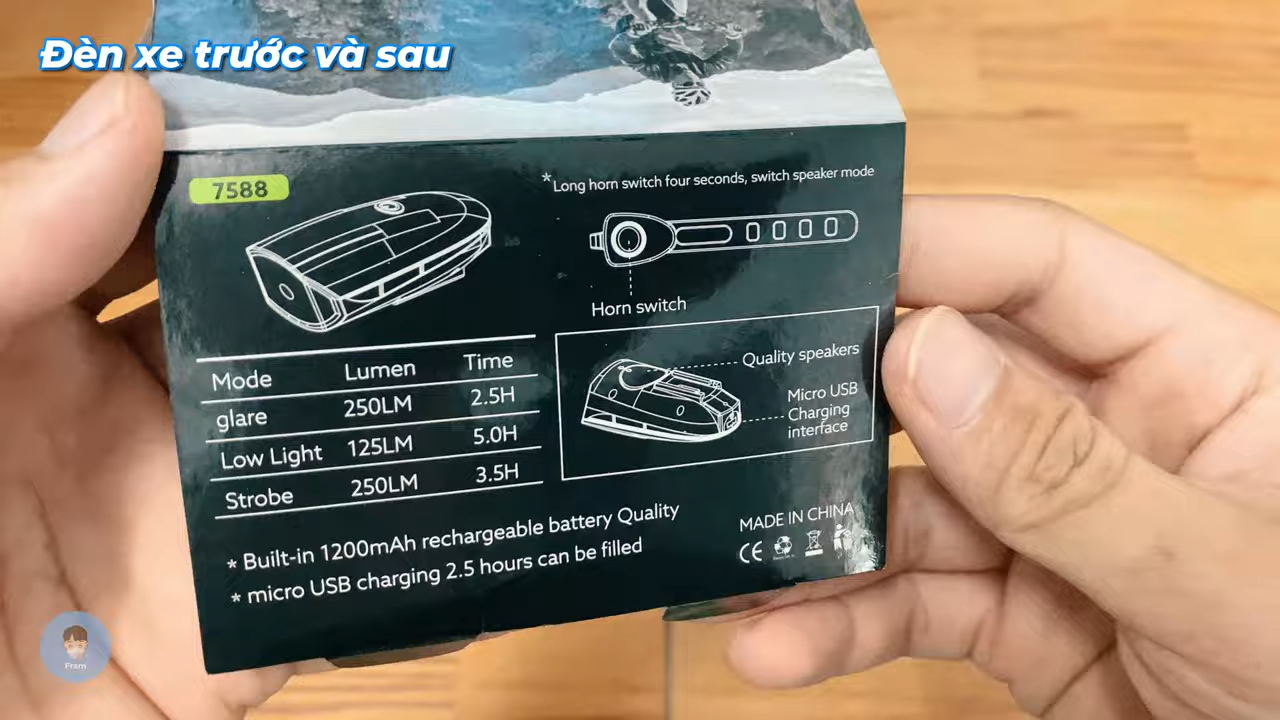 Đèn xe trước và sau
7588
*Long horn switch four seconds, switch speaker mode
Horn switch
Mode Lumen Time
glare 250LM 2.5H
Low Light 125LM 5.0H
Strobe 250LM 3.5H
Quality speakers
Micro USB
Charging
interface
* Built-in 1200mAh rechargeable battery Quality
* micro USB charging 2.5 hours can be filled
MADE IN CHINA
CE
Fram